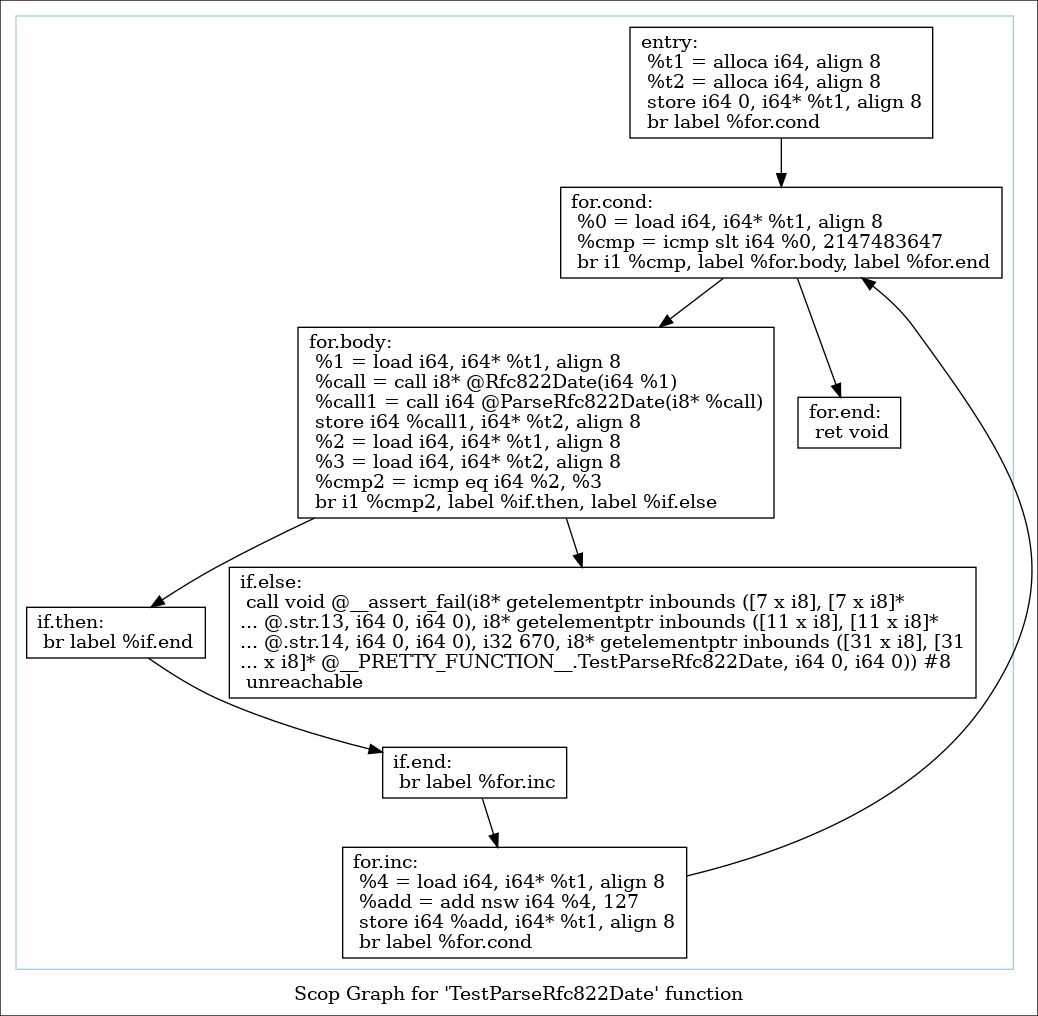 entry:
%t1 = alloca i64, align 8
%t2 = alloca i64, align 8
store i64 0, i64* %t1, align 8
br label %for.cond
for.cond:
%0 = load i64, i64* %t1, align 8
%cmp = icmp slt i64 %0, 2147483647
br i1 %cmp, label %for.body, label %for.end
for.body:
%1 = load i64, i64* %t1, align 8
%call = call i8* @Rfc822Date(i64 %1)
%call1 = call i64 @ParseRfc822Date(i8* %call)
store i64 %call1, i64* %t2, align 8
%2 = load i64, i64* %t1, align 8
%3 = load i64, i64* %t2, align 8
%cmp2 = icmp eq i64 %2, %3
br i1 %cmp2, label %if.then, label %if.else
for.end:
ret void
if.then:
br label %if.end
if.else:
call void @__assert_fail(i8* getelementptr inbounds ([7 x i8], [7 x i8]*
... @.str.13, i64 0, i64 0), i8* getelementptr inbounds ([11 x i8], [11 x i8]*
... @.str.14, i64 0, i64 0), i32 670, i8* getelementptr inbounds ([31 x i8], [31
... x i8]* @__PRETTY_FUNCTION__.TestParseRfc822Date, i64 0, i64 0)) #8
unreachable
if.end:
br label %for.inc
for.inc:
%4 = load i64, i64* %t1, align 8
%add = add nsw i64 %4, 127
store i64 %add, i64* %t1, align 8
br label %for.cond
Scop Graph for 'TestParseRfc822Date' function